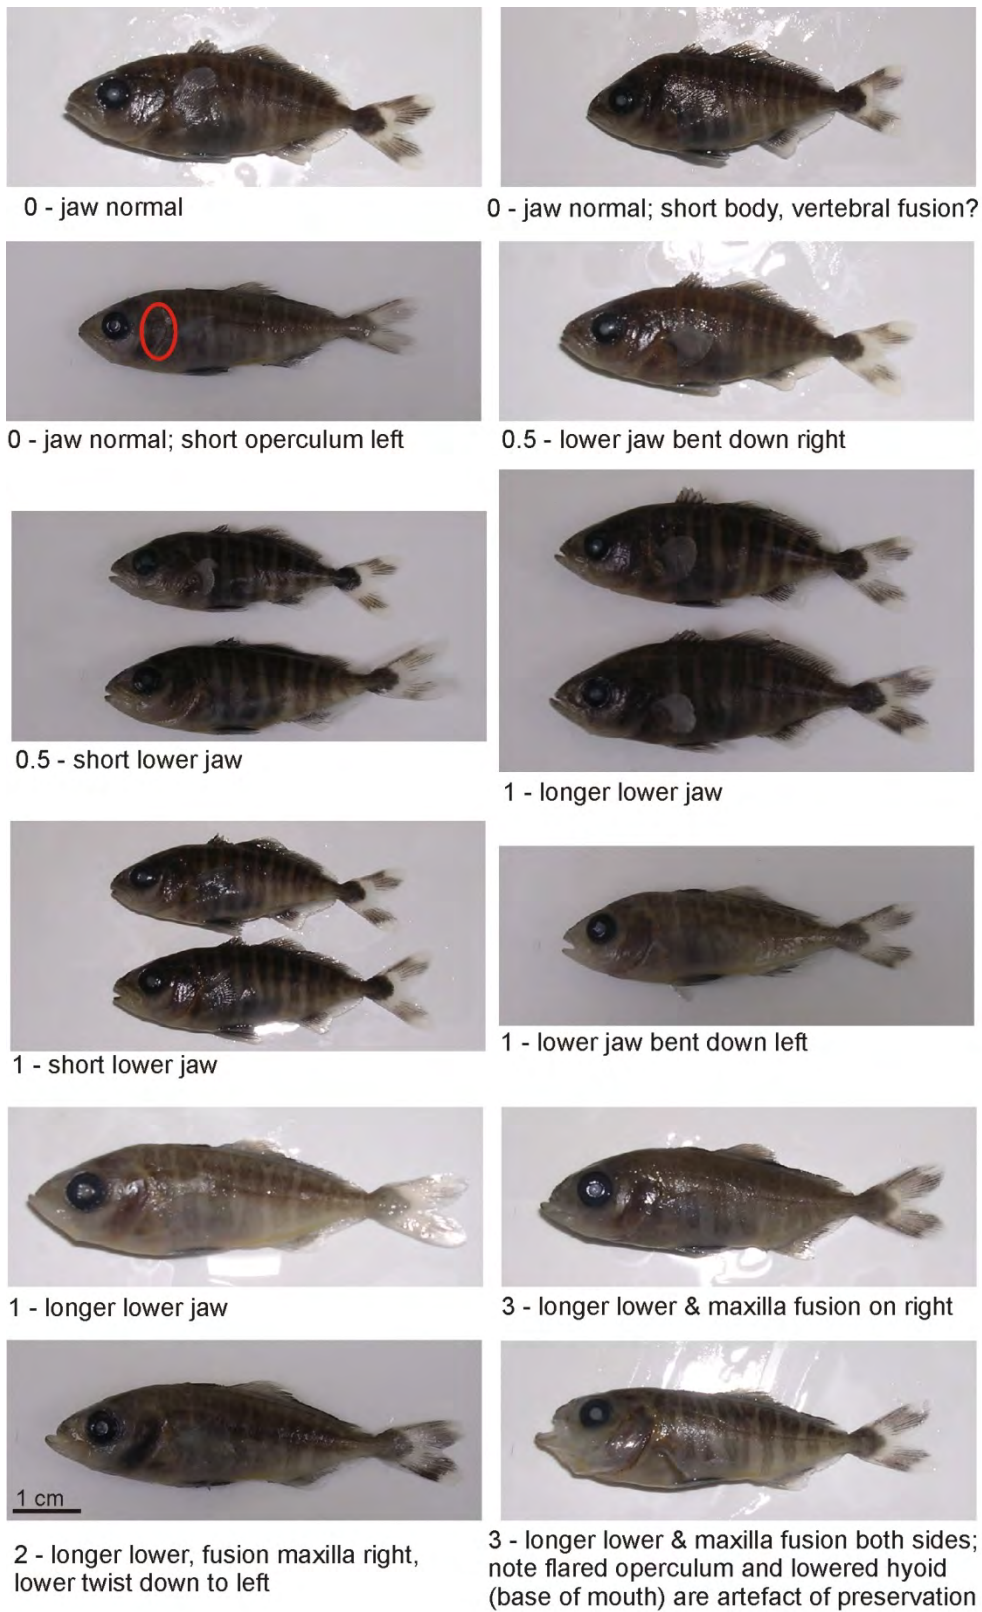 0 - jaw normal
0 - jaw normal; short body, vertebral fusion?
0 - jaw normal; short operculum left
0.5 - lower jaw bent down right
0.5 - short lower jaw
1 - longer lower jaw
1 - short lower jaw
1 - lower jaw bent down left
1 - longer lower jaw
3 - longer lower & maxilla fusion on right
1 cm
2 - longer lower, fusion maxilla right,
lower twist down to left
3 - longer lower & maxilla fusion both sides;
note flared operculum and lowered hyoid
(base of mouth) are artefact of preservation